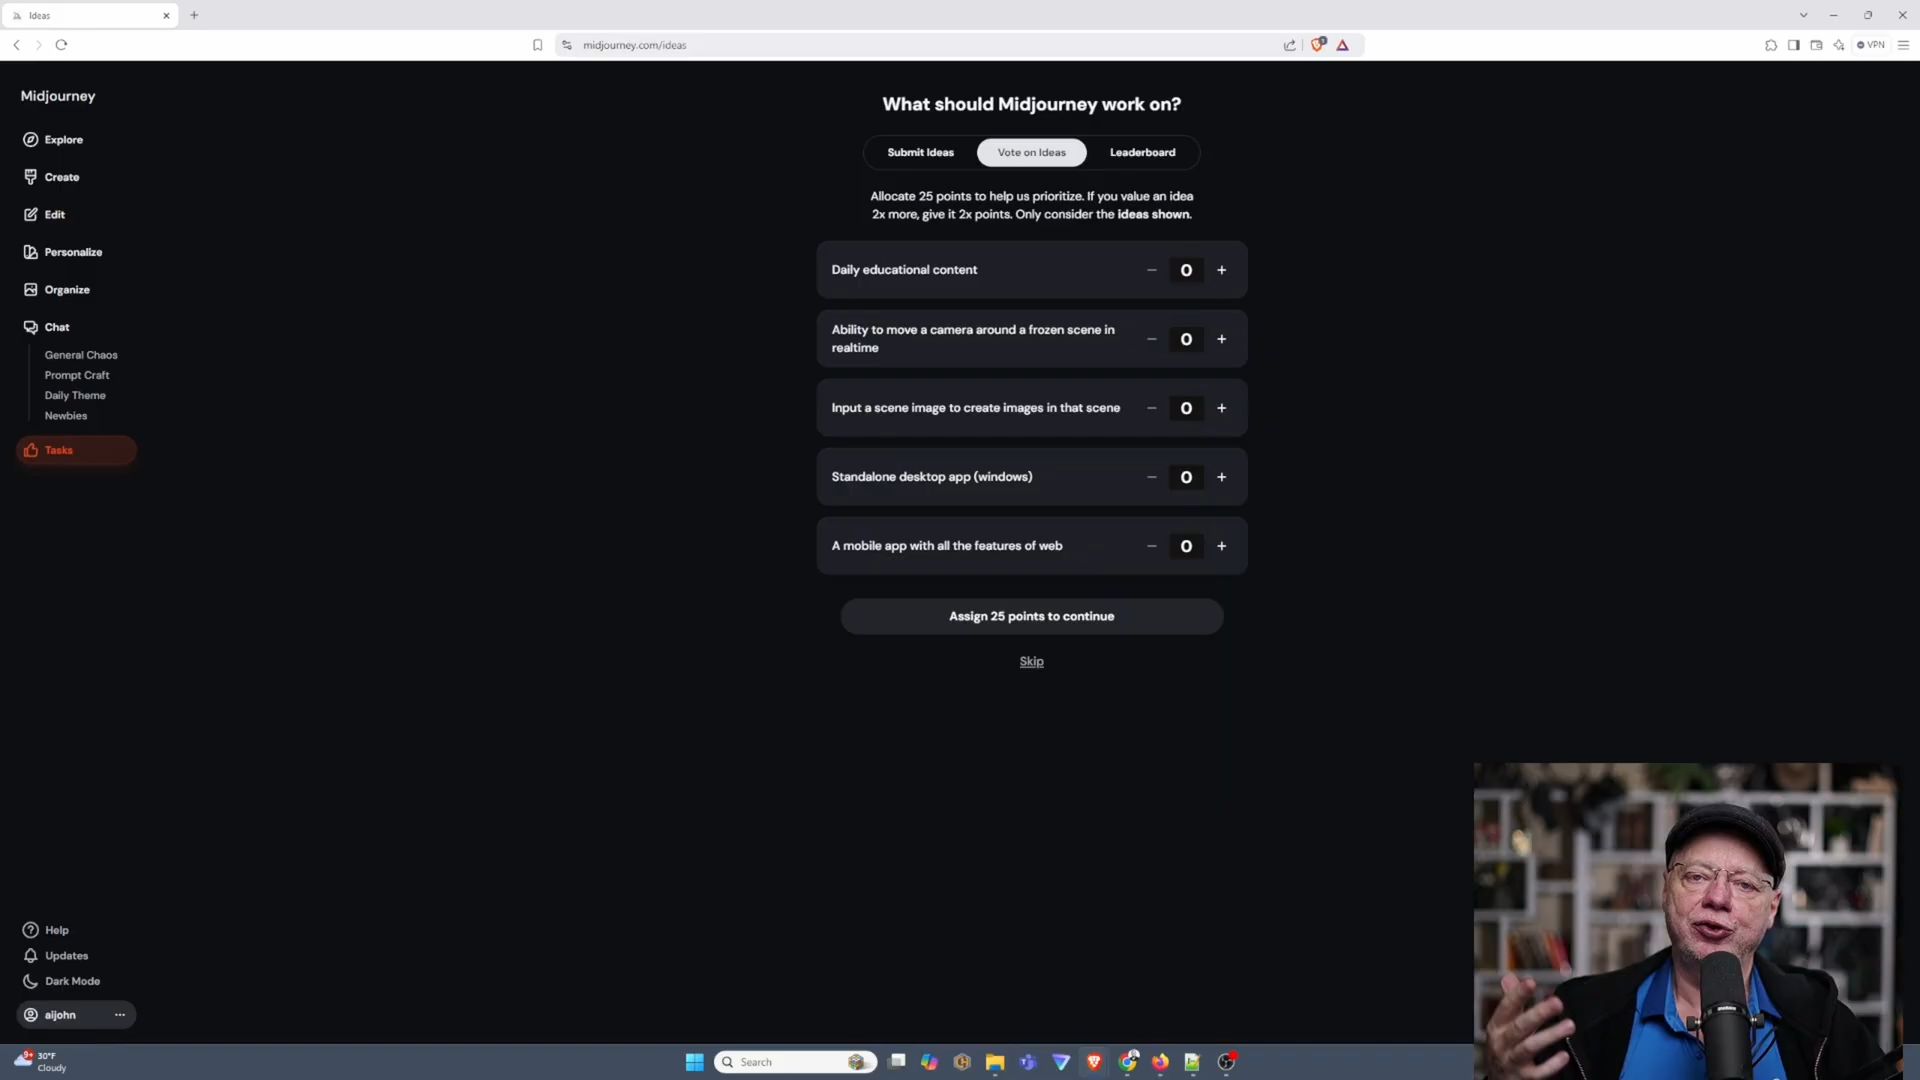 Ideas
midjourney.com/ideas
VPN
Midjourney
Explore
Create
Edit
Personalize
Organize
Chat
General Chaos
Prompt Craft
Daily Theme
Newbies
Tasks
What should Midjourney work on?
Submit Ideas Vote on Ideas Leaderboard
Allocate 25 points to help us prioritize. If you value an idea
2x more, give it 2x points. Only consider the ideas shown.
Daily educational content − 0 +
Ability to move a camera around a frozen scene in
realtime − 0 +
Input a scene image to create images in that scene − 0 +
Standalone desktop app (windows) − 0 +
A mobile app with all the features of web − 0 +
Assign 25 points to continue
Skip
Help
Updates
Dark Mode
aijohn ...
9+ 30°F
Cloudy
Search